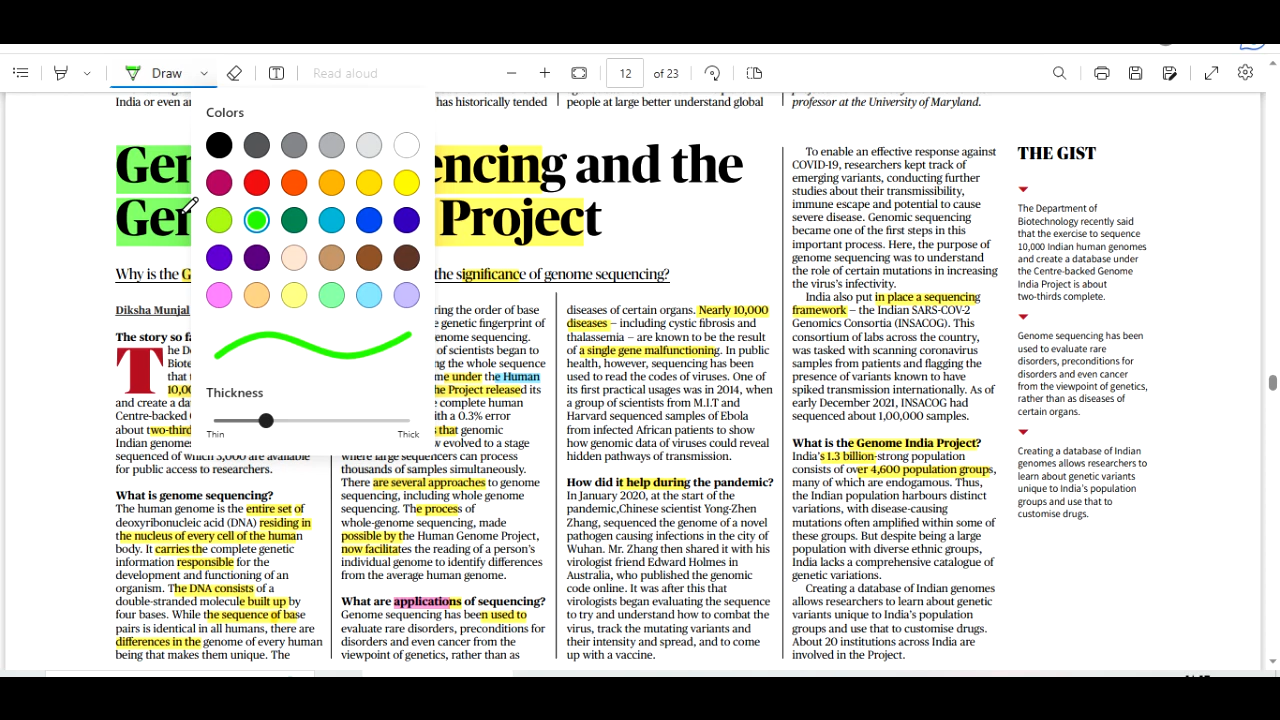 Draw
Read aloud
12 of 23
India or even
has historically tended
people at large better understand global
professor at the University of Maryland.
Colors
Thickness
Thin Thick
Gen encing and the
Gen Project
Why is the G the significance of genome sequencing?
Diksha Munjal
The story so fa
The D
Biote
that
10,00
and create a da
Centre-backed
about two-third
Indian genomes
sequenced of which 3,000 are available
for public access to researchers.
What is genome sequencing?
The human genome is the entire set of
deoxyribonucleic acid (DNA) residing in
the nucleus of every cell of the human
body. It carries the complete genetic
information responsible for the
development and functioning of an
organism. The DNA consists of a
double-stranded molecule built up by
four bases. While the sequence of base
pairs is identical in all humans, there are
differences in the genome of every human
being that makes them unique. The
ring the order of base
e genetic fingerprint of
enome sequencing.
of scientists began to
ng the whole sequence
me under the Human
he Project released its
e complete human
ith a 0.3% error
s that genomic
w evolved to a stage
where large sequencers can process
thousands of samples simultaneously.
There are several approaches to genome
sequencing, including whole genome
sequencing. The process of
whole-genome sequencing, made
possible by the Human Genome Project,
now facilitates the reading of a person's
individual genome to identify differences
from the average human genome.
What are applications of sequencing?
Genome sequencing has been used to
evaluate rare disorders, preconditions for
disorders and even cancer from the
viewpoint of genetics, rather than as
diseases of certain organs. Nearly 10,000
diseases – including cystic fibrosis and
thalassemia – are known to be the result
of a single gene malfunctioning. In public
health, however, sequencing has been
used to read the codes of viruses. One of
its first practical usages was in 2014, when
a group of scientists from M.I.T and
Harvard sequenced samples of Ebola
from infected African patients to show
how genomic data of viruses could reveal
hidden pathways of transmission.
How did it help during the pandemic?
In January 2020, at the start of the
pandemic,Chinese scientist Yong-Zhen
Zhang, sequenced the genome of a novel
pathogen causing infections in the city of
Wuhan. Mr. Zhang then shared it with his
virologist friend Edward Holmes in
Australia, who published the genomic
code online. It was after this that
virologists began evaluating the sequence
to try and understand how to combat the
virus, track the mutating variants and
their intensity and spread, and to come
up with a vaccine.
To enable an effective response against
COVID-19, researchers kept track of
emerging variants, conducting further
studies about their transmissibility,
immune escape and potential to cause
severe disease. Genomic sequencing
became one of the first steps in this
important process. Here, the purpose of
genome sequencing was to understand
the role of certain mutations in increasing
the virus's infectivity.
India also put in place a sequencing
framework – the Indian SARS-COV-2
Genomics Consortia (INSACOG). This
consortium of labs across the country,
was tasked with scanning coronavirus
samples from patients and flagging the
presence of variants known to have
spiked transmission internationally. As of
early December 2021, INSACOG had
sequenced about 1,00,000 samples.
What is the Genome India Project?
India's 1.3 billion-strong population
consists of over 4,600 population groups,
many of which are endogamous. Thus,
the Indian population harbours distinct
variations, with disease-causing
mutations often amplified within some of
these groups. But despite being a large
population with diverse ethnic groups,
India lacks a comprehensive catalogue of
genetic variations.
Creating a database of Indian genomes
allows researchers to learn about genetic
variants unique to India's population
groups and use that to customise drugs.
About 20 institutions across India are
involved in the Project.
THE GIST
The Department of
Biotechnology recently said
that the exercise to sequence
10,000 Indian human genomes
and create a database under
the Centre-backed Genome
India Project is about
two-thirds complete.
Genome sequencing has been
used to evaluate rare
disorders, preconditions for
disorders and even cancer
from the viewpoint of genetics,
rather than as diseases of
certain organs.
Creating a database of Indian
genomes allows researchers to
learn about genetic variants
unique to India's population
groups and use that to
customise drugs.